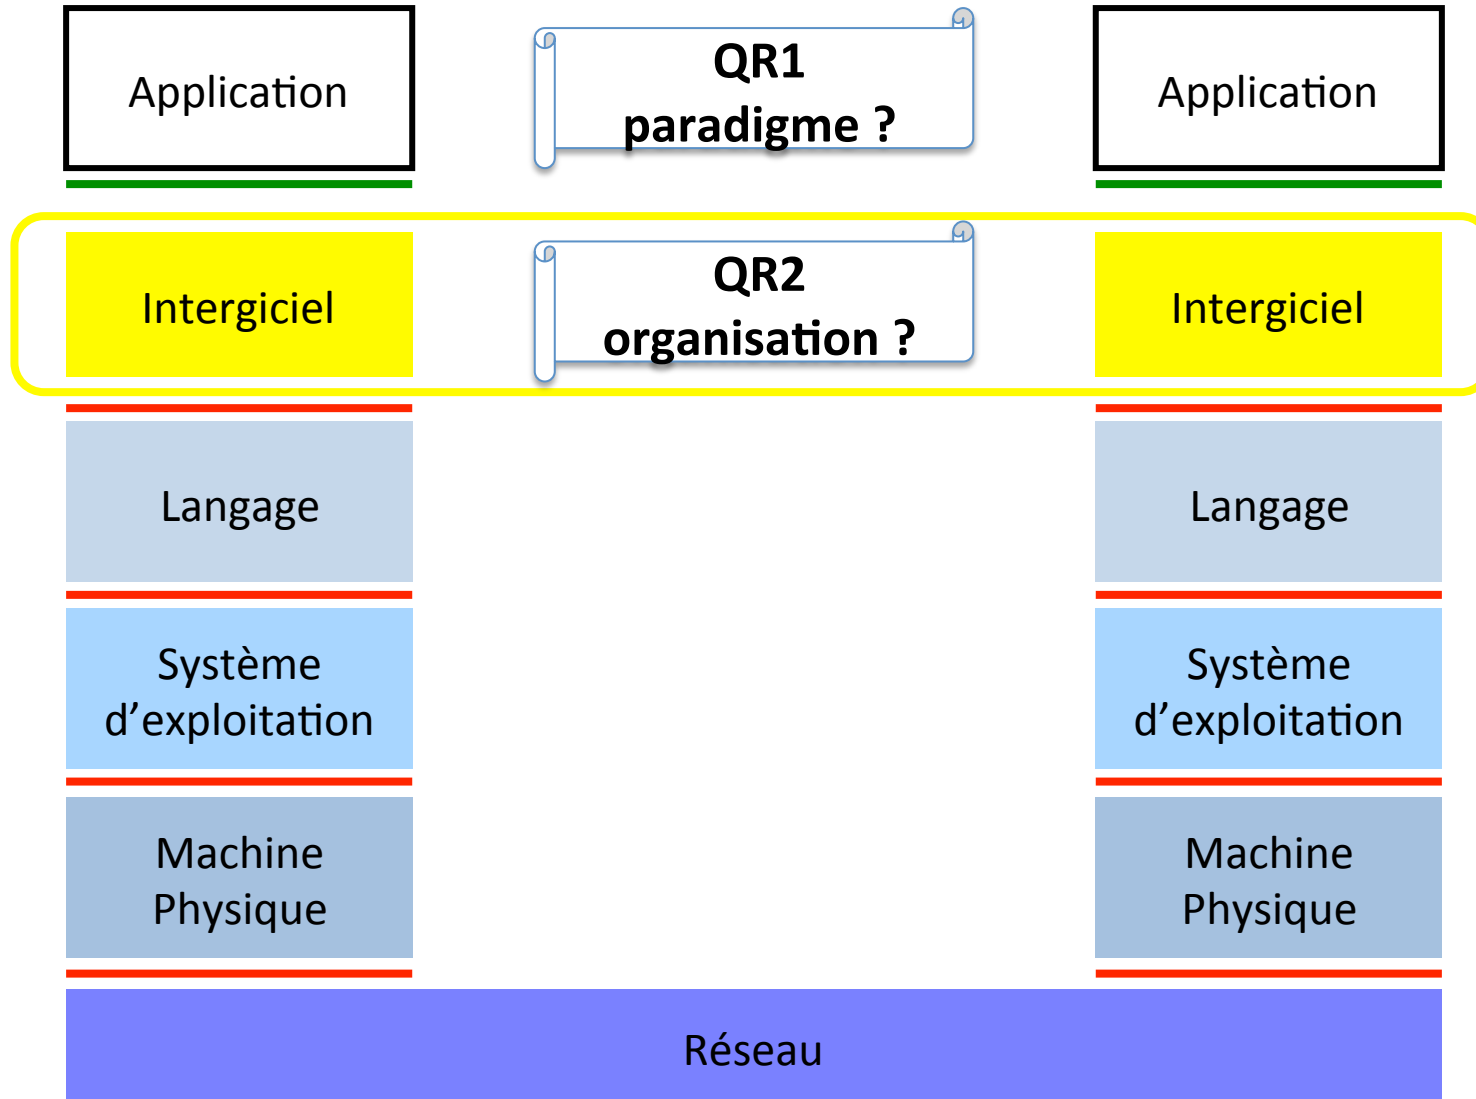 Application
QR1
paradigme ?
Application
Intergiciel
QR2
organisation ?
Intergiciel
Langage
Langage
Système
d’exploitation
Système
d’exploitation
Machine
Physique
Machine
Physique
Réseau